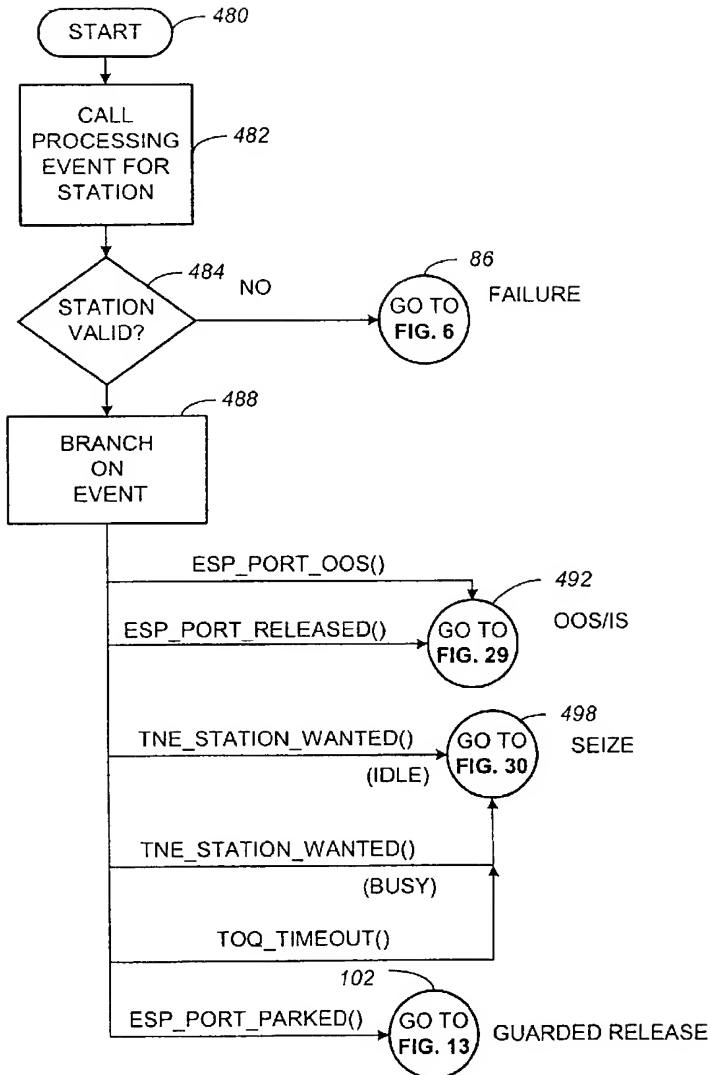 START
480
CALL
PROCESSING
EVENT FOR
STATION
482
STATION
VALID?
484
NO
86
GO TO
FIG. 6
FAILURE
488
BRANCH
ON
EVENT
ESP_PORT_OOS()
492
ESP_PORT_RELEASED()
GO TO
FIG. 29
OOS/IS
498
TNE_STATION_WANTED()
(IDLE)
GO TO
FIG. 30
SEIZE
TNE_STATION_WANTED()
(BUSY)
TOQ_TIMEOUT()
102
ESP_PORT_PARKED()
GO TO
FIG. 13
GUARDED RELEASE